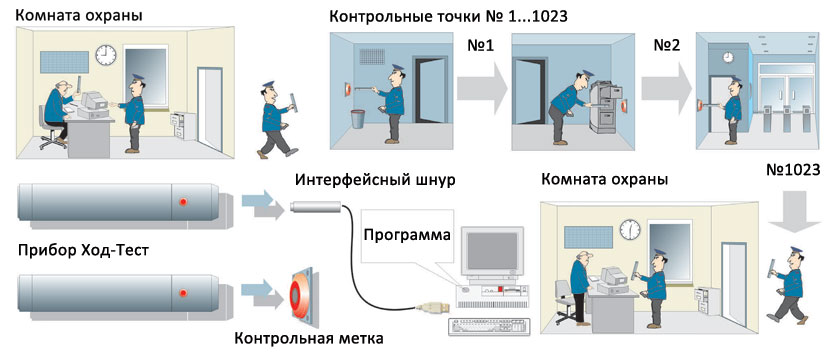 Комната охраны
Контрольные точки № 1...1023
№1
№2
№1023
Интерфейсный шнур
Комната охраны
Программа
Прибор Ход-Тест
Контрольная метка